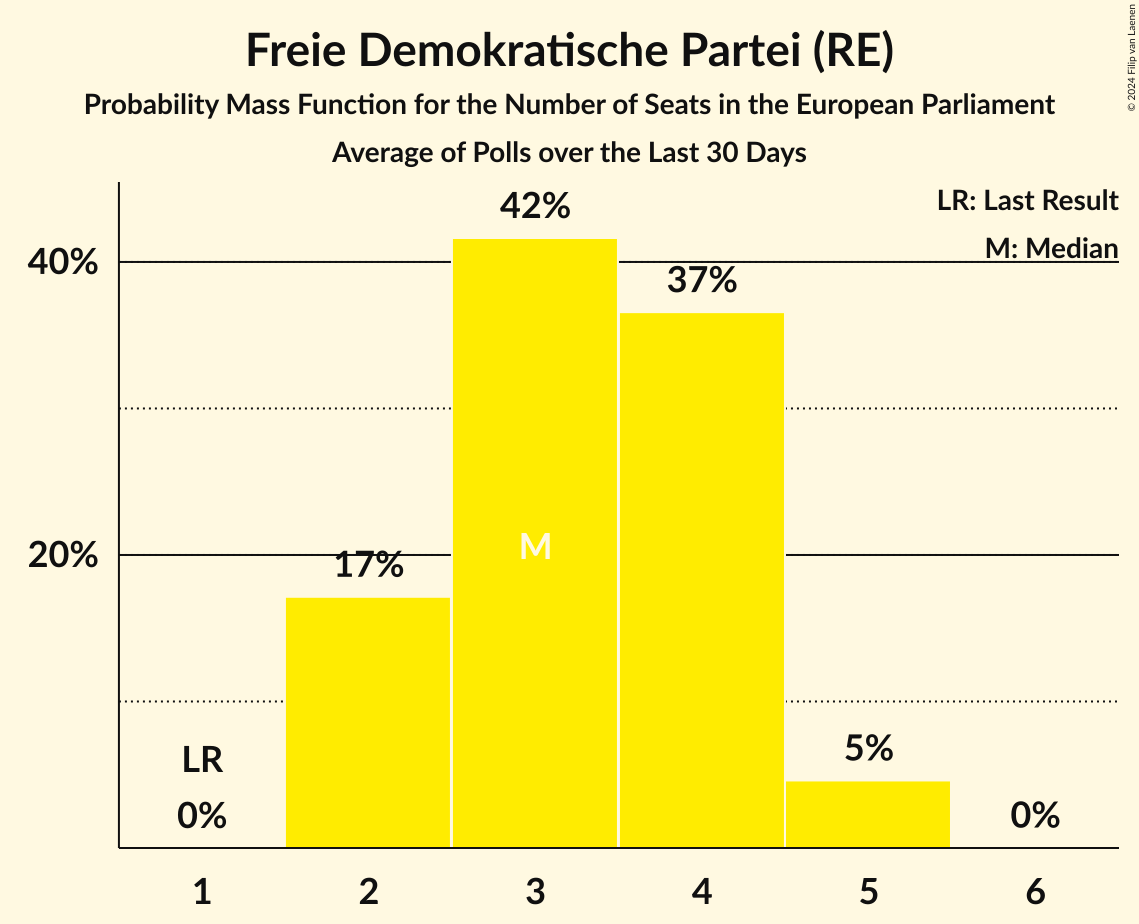 Freie Demokratische Partei (RE)
Probability Mass Function for the Number of Seats in the European Parliament
Average of Polls over the Last 30 Days
© 2024 Filip van Laenen
LR: Last Result
M: Median
42%
40%
37%
20%
17%
M
LR
0%
5%
0%
1 2 3 4 5 6